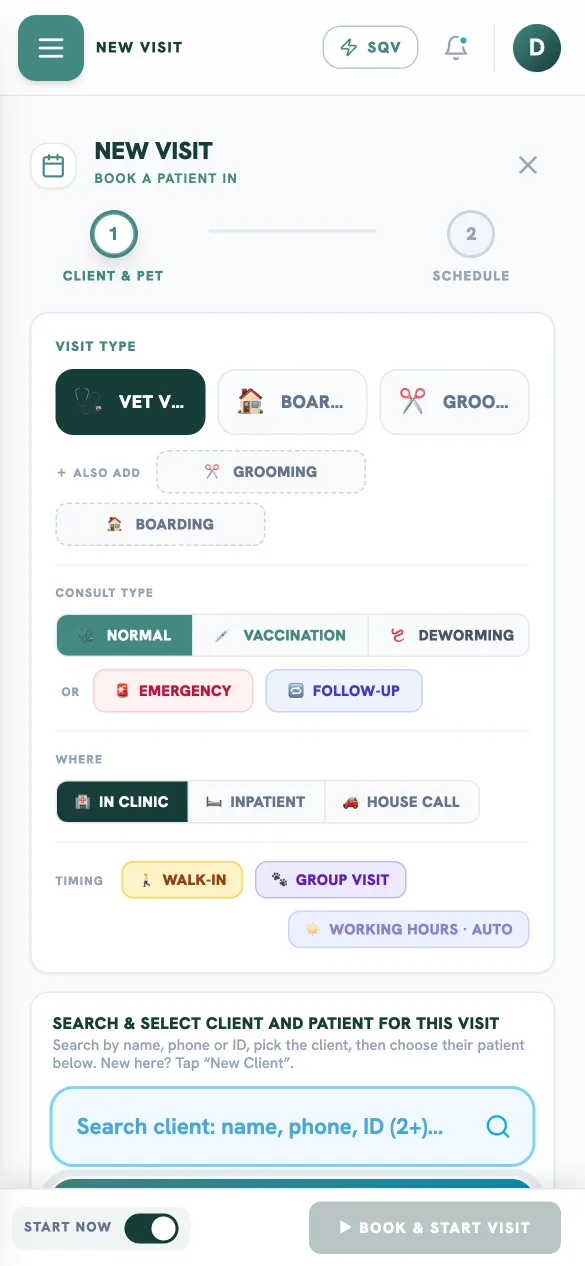 NEW VISIT
SQV
D
NEW VISIT
BOOK A PATIENT IN
1
2
CLIENT & PET
SCHEDULE
VISIT TYPE
VET V...
BOAR...
GROO...
+ ALSO ADD
GROOMING
BOARDING
CONSULT TYPE
NORMAL
VACCINATION
DEWORMING
OR
EMERGENCY
FOLLOW-UP
WHERE
IN CLINIC
INPATIENT
HOUSE CALL
TIMING
WALK-IN
GROUP VISIT
WORKING HOURS · AUTO
SEARCH & SELECT CLIENT AND PATIENT FOR THIS VISIT
Search by name, phone or ID, pick the client, then choose their patient
below. New here? Tap “New Client”.
Search client: name, phone, ID (2+)...
START NOW
BOOK & START VISIT